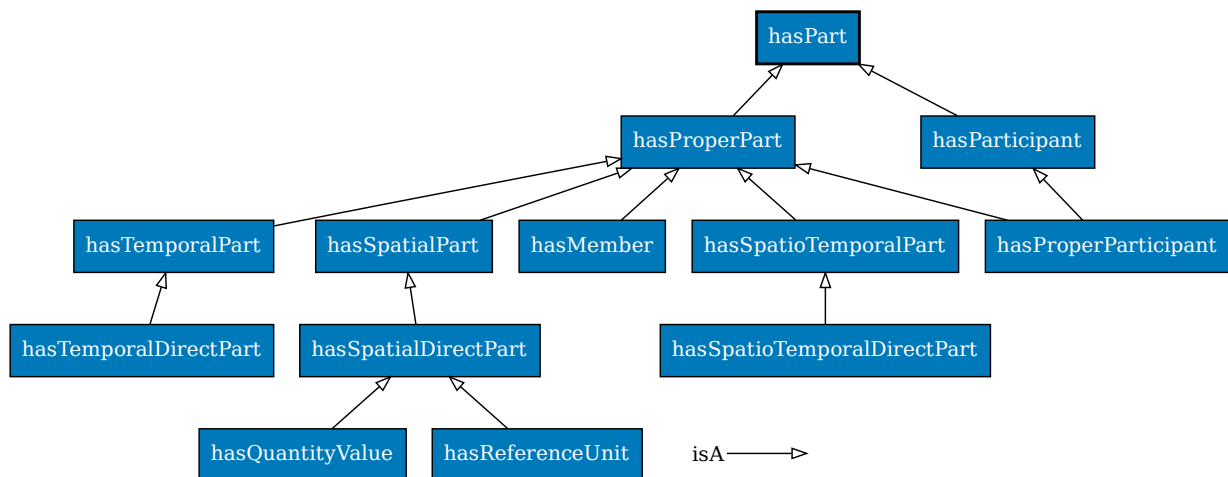 hasPart
hasProperPart
hasParticipant
hasTemporalPart
hasSpatialPart
hasMember
hasSpatioTemporalPart
hasProperParticipant
hasTemporalDirectPart
hasSpatialDirectPart
hasSpatioTemporalDirectPart
hasQuantityValue
hasReferenceUnit
isA